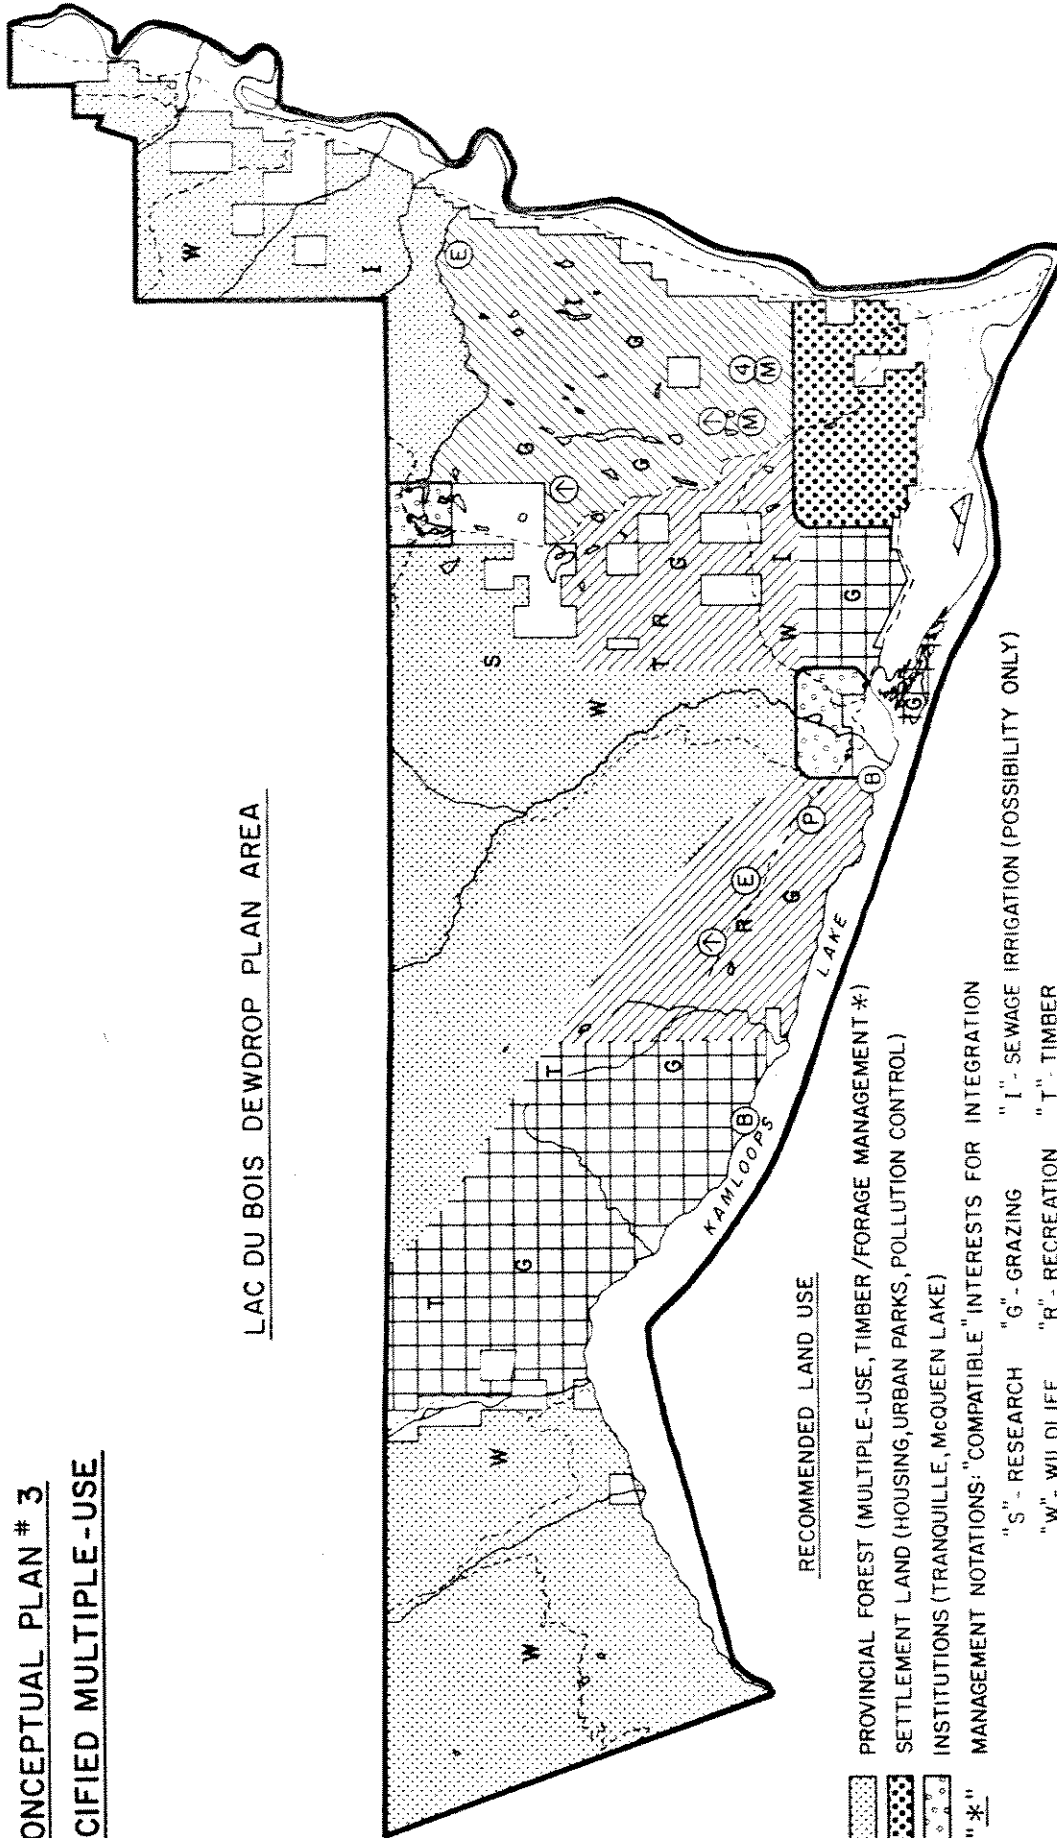 ONCEPTUAL PLAN # 3
CIFIED MULTIPLE-USE
LAC DU BOIS DEWDROP PLAN AREA
W
I
E
G
I
G
G
G
4
M
↑
M
↑
S
I
G
R
T
W
W
I
G
G
B
P
E
R
G
↑
LAKE
KAMLOOPS
T
G
B
T
G
W
W
RECOMMENDED LAND USE
PROVINCIAL FOREST (MULTIPLE-USE, TIMBER/FORAGE MANAGEMENT *)
SETTLEMENT LAND (HOUSING, URBAN PARKS, POLLUTION CONTROL)
INSTITUTIONS (TRANQUILLE, McQUEEN LAKE)
"*" MANAGEMENT NOTATIONS: "COMPATIBLE" INTERESTS FOR INTEGRATION
"S" - RESEARCH "G" - GRAZING "I" - SEWAGE IRRIGATION (POSSIBILITY ONLY)
"W" - WILDLIFE "R" - RECREATION "T" - TIMBER